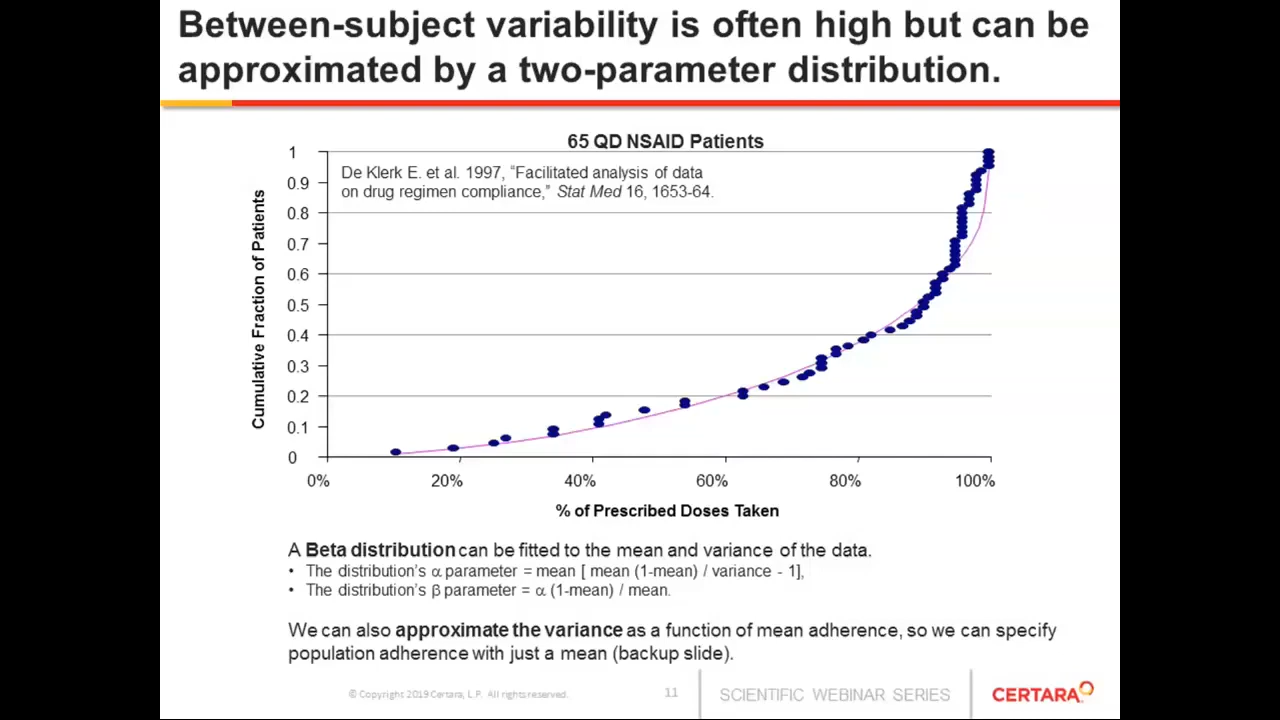 Between-subject variability is often high but can be
approximated by a two-parameter distribution.
65 QD NSAID Patients
De Klerk E. et al. 1997, “Facilitated analysis of data
on drug regimen compliance,” Stat Med 16, 1653-64.
Cumulative Fraction of Patients
1
0.9
0.8
0.7
0.6
0.5
0.4
0.3
0.2
0.1
0
0%
20%
40%
60%
80%
100%
% of Prescribed Doses Taken
A Beta distribution can be fitted to the mean and variance of the data.
• The distribution’s α parameter = mean [ mean (1-mean) / variance - 1],
• The distribution’s β parameter = α (1-mean) / mean.
We can also approximate the variance as a function of mean adherence, so we can specify
population adherence with just a mean (backup slide).
© Copyright 2019 Certara, L.P. All rights reserved.
11
SCIENTIFIC WEBINAR SERIES
CERTARA